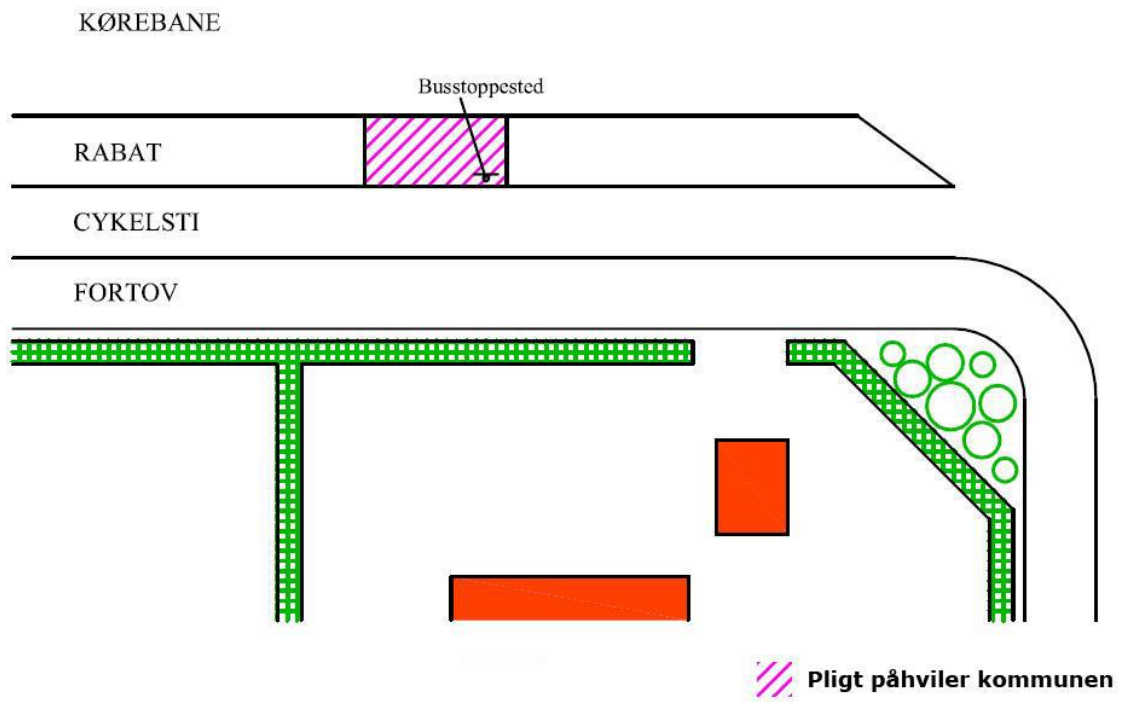 KØREBANE
Busstoppested
RABAT
CYKELSTI
FORTOV
Pligt påhviler kommunen